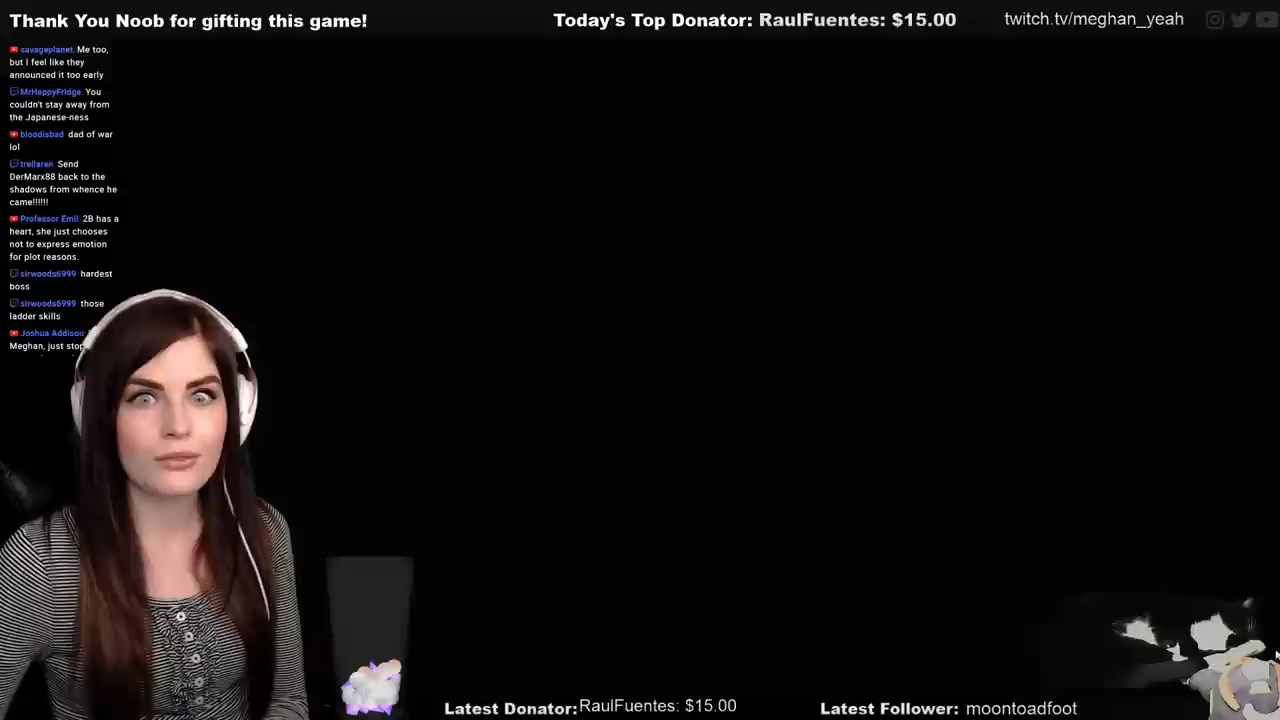 Thank You Noob for gifting this game!
Today's Top Donator: RaulFuentes: $15.00
twitch.tv/meghan_yeah
savageplanet: Me too,
but I feel like they
announced it too early
MrHappyFridge: You
couldn't stay away from
the Japanese-ness
bloodisbad: dad of war
lol
trellaren: Send
DerMarx88 back to the
shadows from whence he
came!!!!!!
Professor Emil: 2B has a
heart, she just chooses
not to express emotion
for plot reasons.
sirwoods6999: hardest
boss
sirwoods6999: those
ladder skills
Joshua Addison:
Meghan, just stop
Latest Donator: RaulFuentes: $15.00
Latest Follower: moontoadfoot